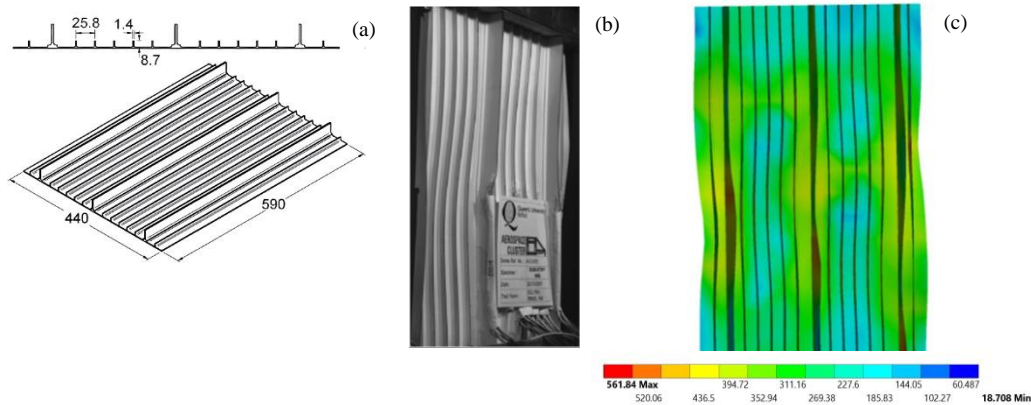 25.8
1.4
8.7
440
590
(a)
(b)
AEROSPACE
CLUSTER
(c)
561.84 Max
520.06
436.5
394.72
352.94
311.16
269.38
227.6
185.83
144.05
102.27
60.487
18.708 Min